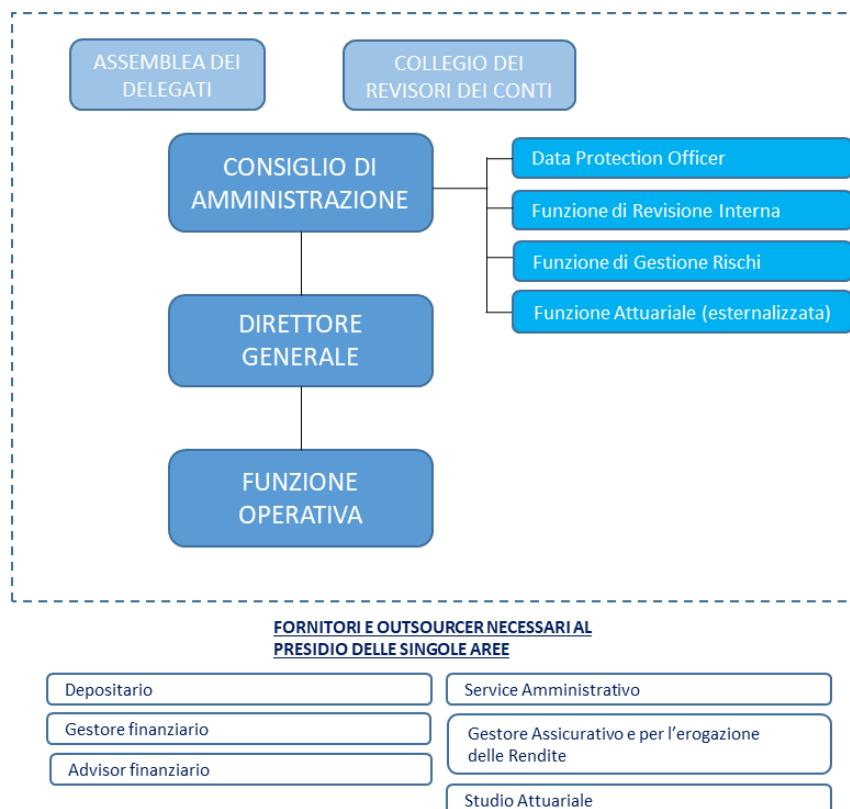 ASSEMBLEA DEI
DELEGATI
COLLEGIO DEI
REVISORI DEI CONTI
CONSIGLIO DI
AMMINISTRAZIONE
Data Protection Officer
Funzione di Revisione Interna
Funzione di Gestione Rischi
Funzione Attuariale (esternalizzata)
DIRETTORE
GENERALE
FUNZIONE
OPERATIVA
FORNITORI E OUTSOURCER NECESSARI AL
PRESIDIO DELLE SINGOLE AREE
Depositario
Gestore finanziario
Advisor finanziario
Service Amministrativo
Gestore Assicurativo e per l'erogazione
delle Rendite
Studio Attuariale